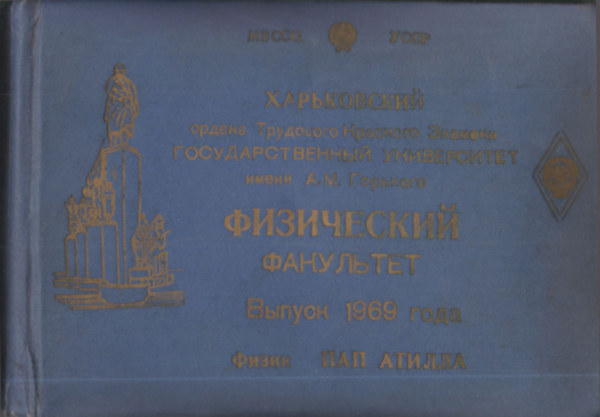 МВССО УССР
ХАРЬКОВСКИЙ
ордена Трудового Красного Знамени
ГОСУДАРСТВЕННЫЙ УНИВЕРСИТЕТ
имени А.М. Горького
ФИЗИЧЕСКИЙ
ФАКУЛЬТЕТ
Выпуск 1969 года
Физик ПАП АТИЛЛА